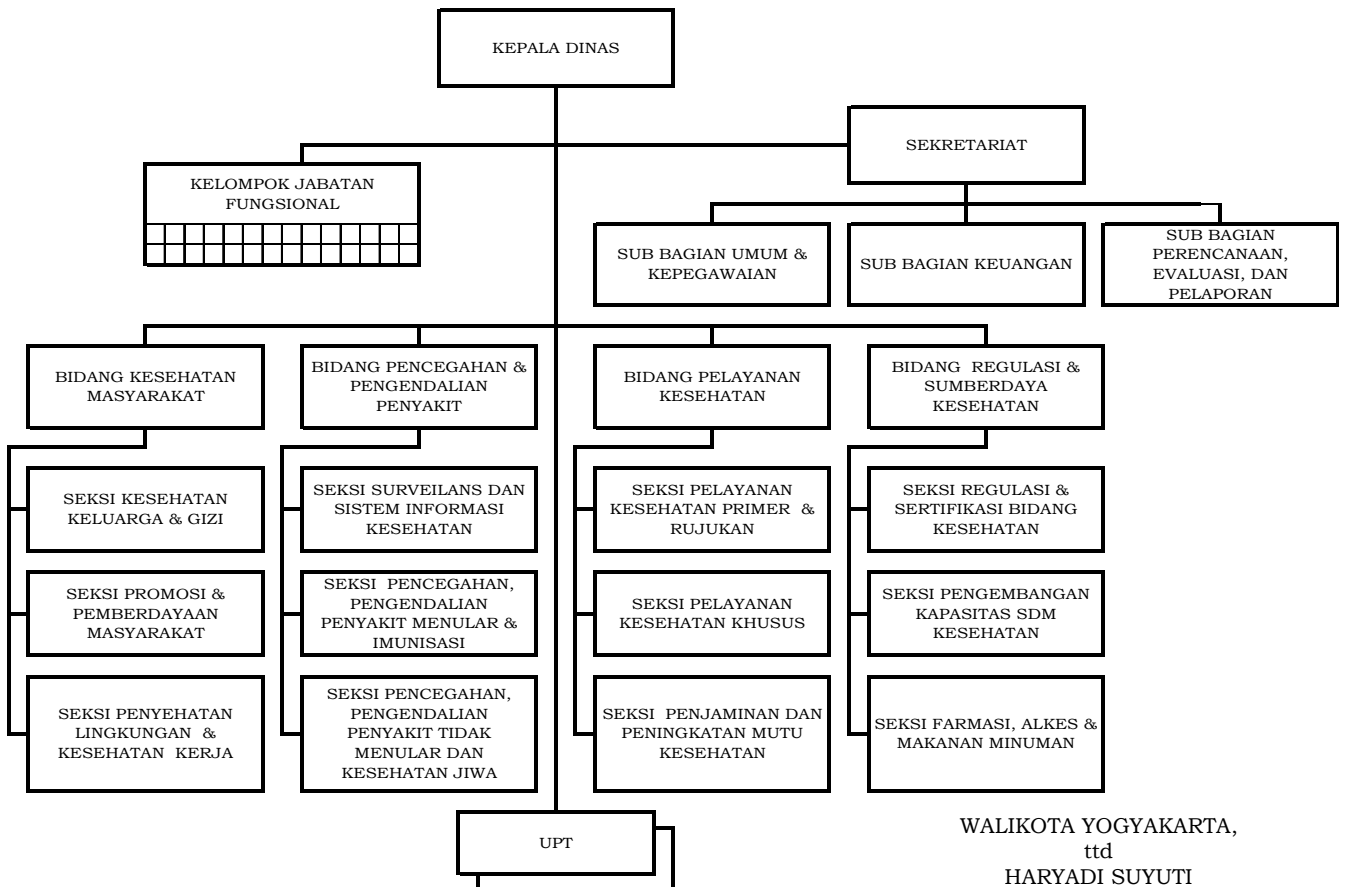 KEPALA DINAS
SEKRETARIAT
KELOMPOK JABATAN
FUNGSIONAL
SUB BAGIAN UMUM &
KEPEGAWAIAN
SUB BAGIAN KEUANGAN
SUB BAGIAN
PERENCANAAN,
EVALUASI, DAN
PELAPORAN
BIDANG KESEHATAN
MASYARAKAT
BIDANG PENCEGAHAN &
PENGENDALIAN
PENYAKIT
BIDANG PELAYANAN
KESEHATAN
BIDANG REGULASI &
SUMBERDAYA
KESEHATAN
SEKSI KESEHATAN
KELUARGA & GIZI
SEKSI SURVEILANS DAN
SISTEM INFORMASI
KESEHATAN
SEKSI PELAYANAN
KESEHATAN PRIMER &
RUJUKAN
SEKSI REGULASI &
SERTIFIKASI BIDANG
KESEHATAN
SEKSI PROMOSI &
PEMBERDAYAAN
MASYARAKAT
SEKSI PENCEGAHAN,
PENGENDALIAN
PENYAKIT MENULAR &
IMUNISASI
SEKSI PELAYANAN
KESEHATAN KHUSUS
SEKSI PENGEMBANGAN
KAPASITAS SDM
KESEHATAN
SEKSI PENYEHATAN
LINGKUNGAN &
KESEHATAN KERJA
SEKSI PENCEGAHAN,
PENGENDALIAN
PENYAKIT TIDAK
MENULAR DAN
KESEHATAN JIWA
SEKSI PENJAMINAN DAN
PENINGKATAN MUTU
KESEHATAN
SEKSI FARMASI, ALKES &
MAKANAN MINUMAN
UPT
WALIKOTA YOGYAKARTA,
ttd
HARYADI SUYUTI